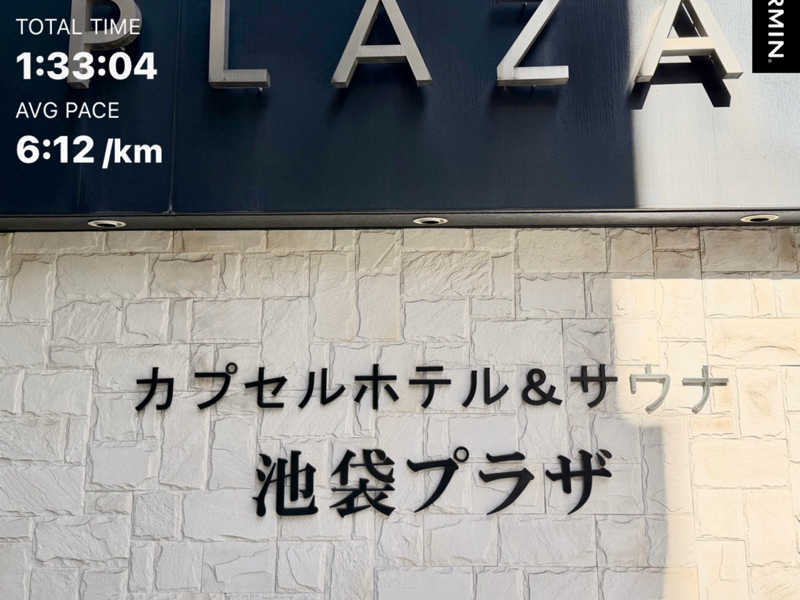 PLAZA
TOTAL TIME
1:33:04
AVG PACE
6:12 /km
カプセルホテル&サウナ
池袋プラザ